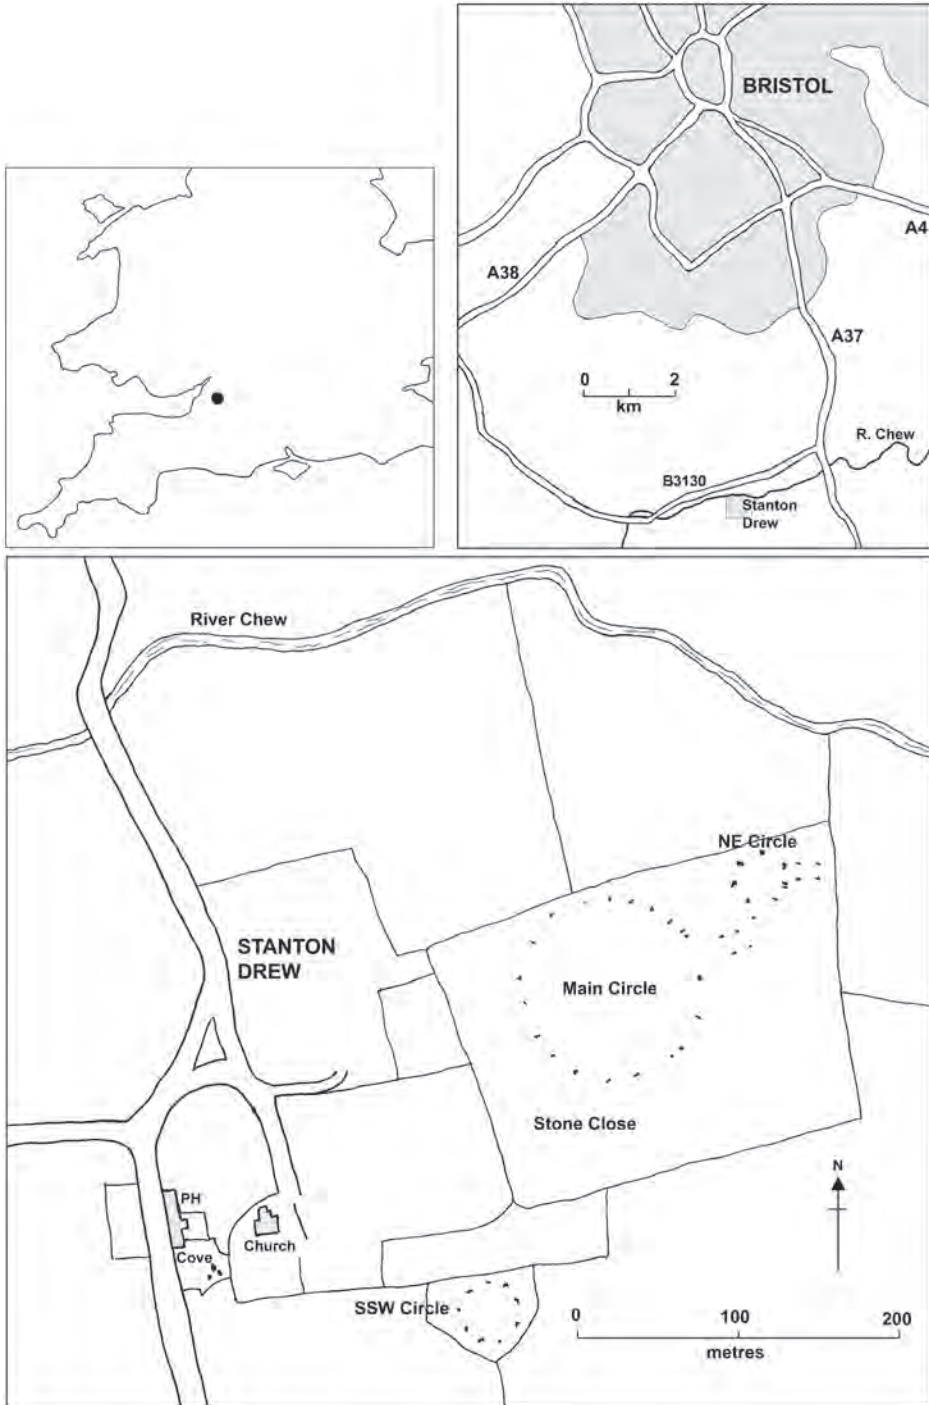 BRISTOL
A4
A38
A37
0 2
km
R. Chew
B3130
Stanton
Drew
River Chew
NE Circle
STANTON
DREW
Main Circle
Stone Close
N
PH
Church
Cove
SSW Circle
0 100 200
metres